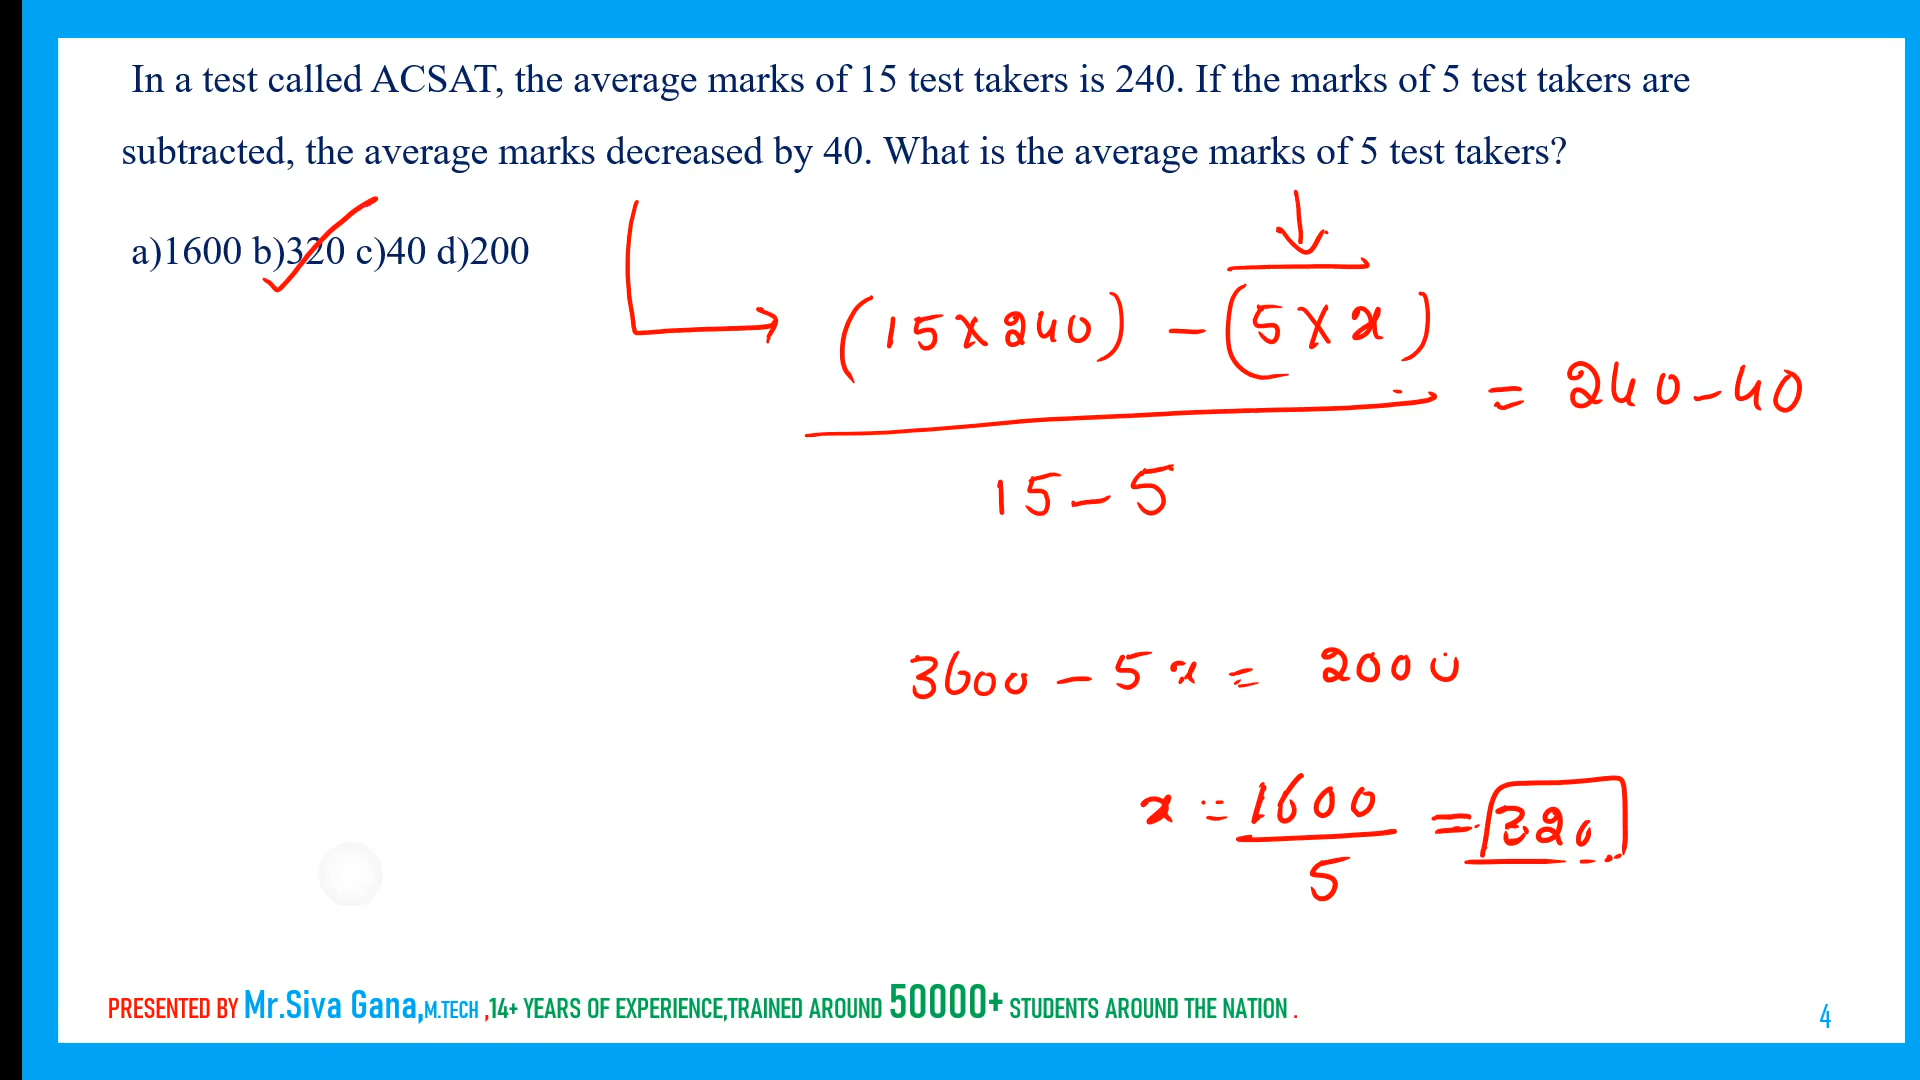 In a test called ACSAT, the average marks of 15 test takers is 240. If the marks of 5 test takers are
subtracted, the average marks decreased by 40. What is the average marks of 5 test takers?
a)1600 b)320 c)40 d)200
(15×240) - (5×x)
= 240-40
15-5
3600 - 5x = 2000
x = 1600 = 320
5
PRESENTED BY Mr.Siva Gana,M.TECH ,14+ YEARS OF EXPERIENCE,TRAINED AROUND 50000+ STUDENTS AROUND THE NATION .
4